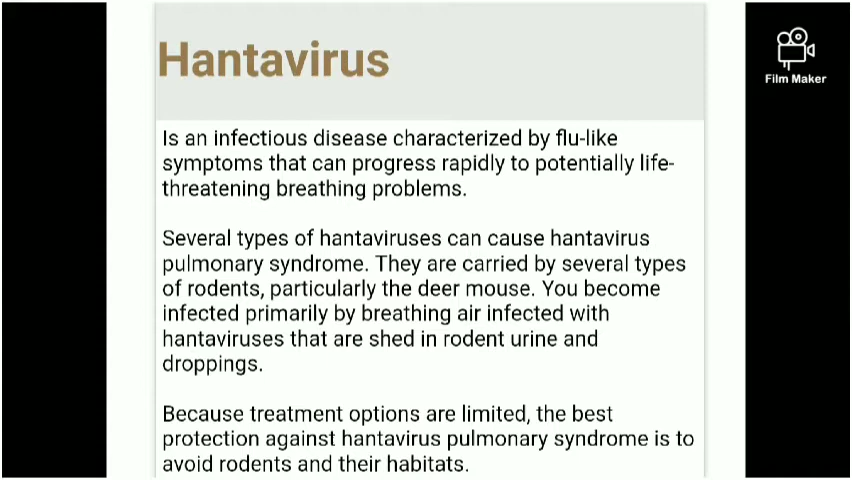 Hantavirus
Film Maker
Is an infectious disease characterized by flu-like
symptoms that can progress rapidly to potentially life-
threatening breathing problems.
Several types of hantaviruses can cause hantavirus
pulmonary syndrome. They are carried by several types
of rodents, particularly the deer mouse. You become
infected primarily by breathing air infected with
hantaviruses that are shed in rodent urine and
droppings.
Because treatment options are limited, the best
protection against hantavirus pulmonary syndrome is to
avoid rodents and their habitats.